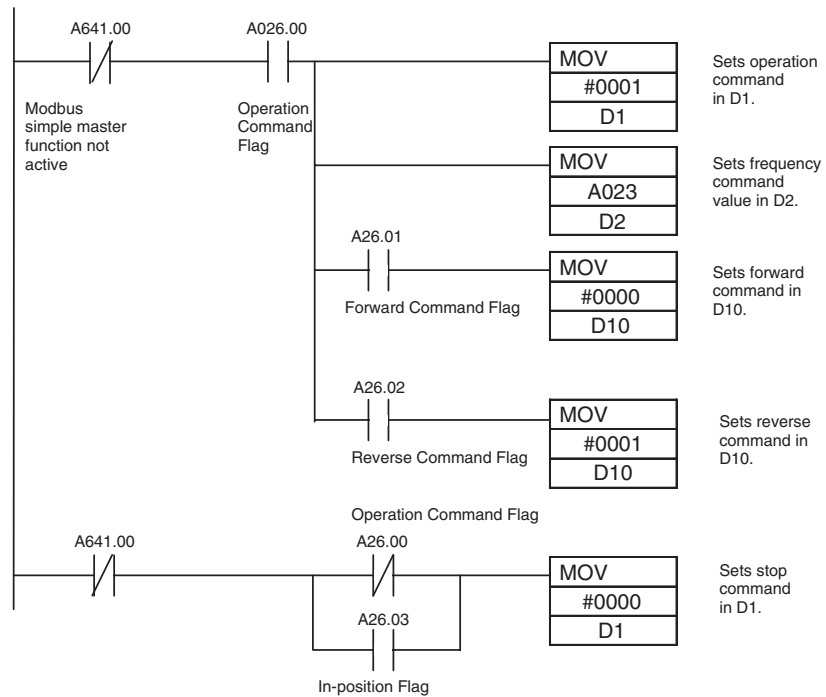 A641.00
A026.00
MOV
#0001
D1
Sets operation
command
in D1.
Modbus
simple master
function not
active
Operation
Command
Flag
MOV
A023
D2
Sets frequency
command
value in D2.
A26.01
Forward Command Flag
MOV
#0000
D10
Sets forward
command in
D10.
A26.02
Reverse Command Flag
MOV
#0001
D10
Sets reverse
command in
D10.
Operation Command Flag
A641.00
A26.00
MOV
#0000
D1
Sets stop
command
in D1.
A26.03
In-position Flag